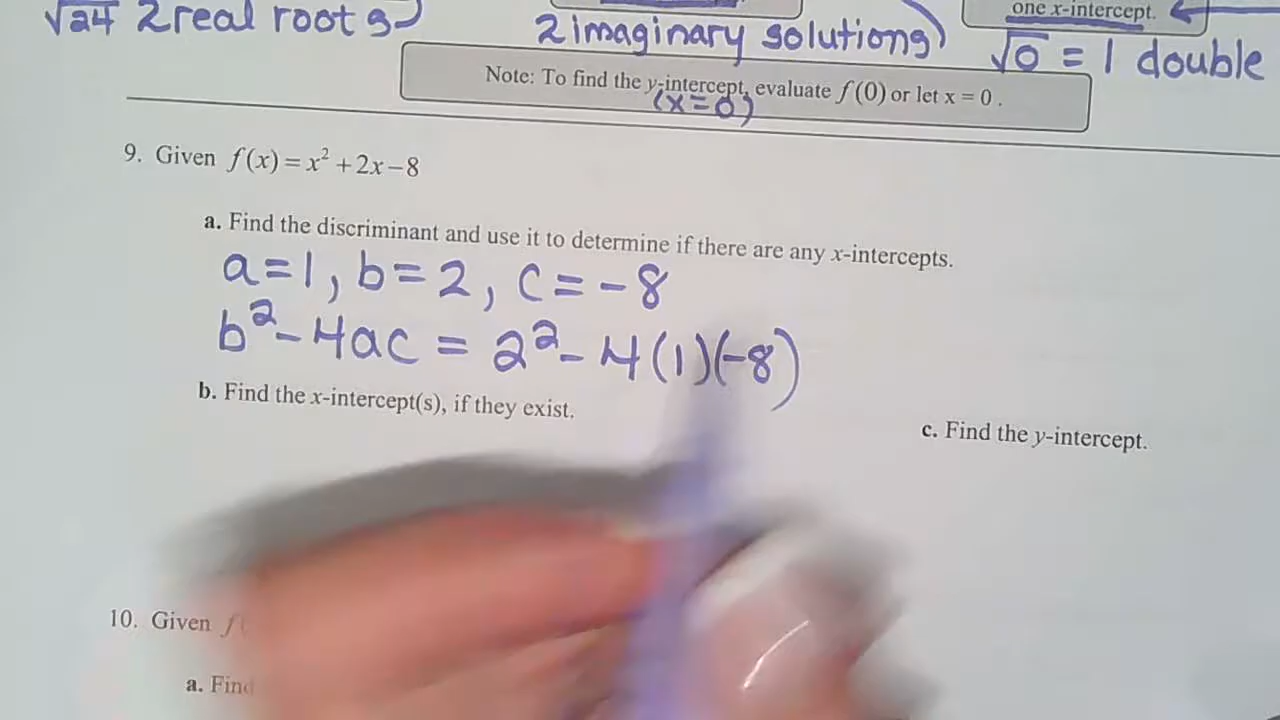 one x-intercept.
√24 2 real roots)
2 imaginary solutions)
√0 = 1 double
Note: To find the y-intercept, evaluate f(0) or let x = 0 .
(x=0)
9. Given f(x) = x² + 2x – 8
a. Find the discriminant and use it to determine if there are any x-intercepts.
a=1, b=2, c=-8
b² - 4ac = 2² - 4(1)(-8)
b. Find the x-intercept(s), if they exist.
c. Find the y-intercept.
10. Given f(
a. Find